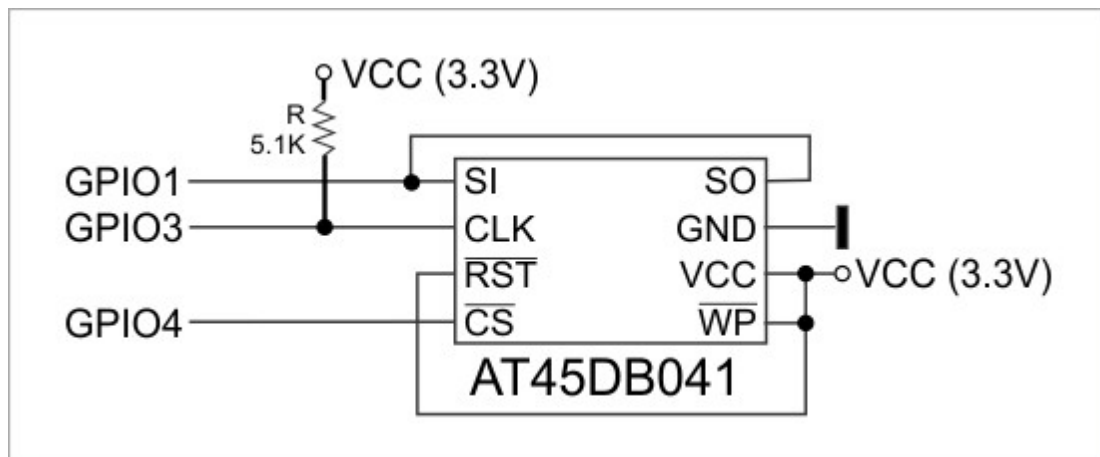 VCC (3.3V)
R
5.1K
GPIO1
SI
SO
GPIO3
CLK
GND
RST
VCC
VCC (3.3V)
GPIO4
CS
WP
AT45DB041